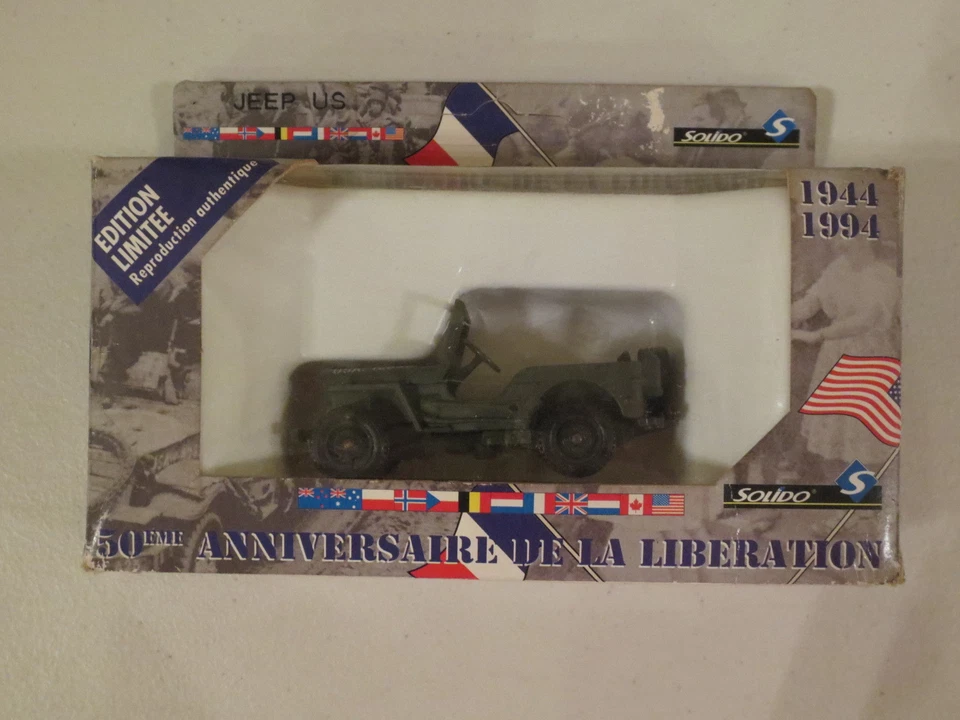 JEEP US
SOLIDO
EDITION
LIMITEE
Reproduction authentique
1944
1994
SOLIDO
50EME ANNIVERSAIRE DE LA LIBERATION